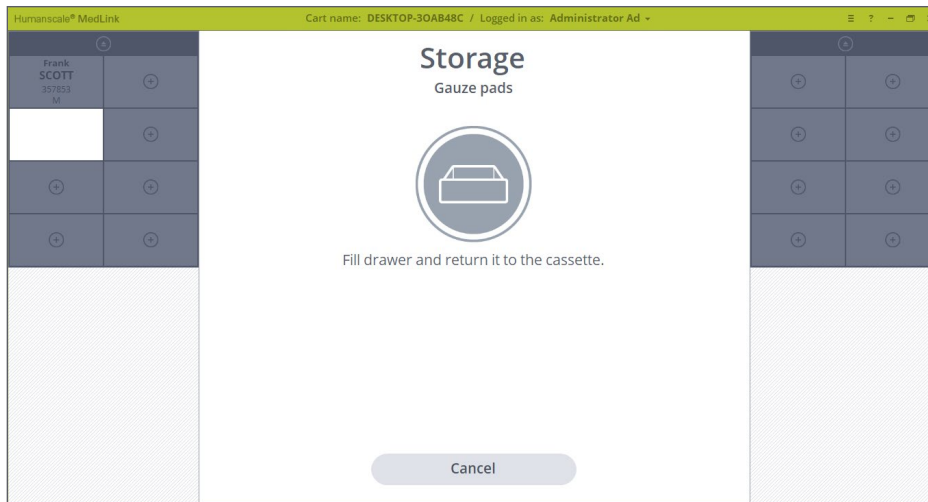 Humanscale® MedLink
Cart name: DESKTOP-3OAB48C / Logged in as: Administrator Ad
Frank
SCOTT
357853
M
Storage
Gauze pads
Fill drawer and return it to the cassette.
Cancel